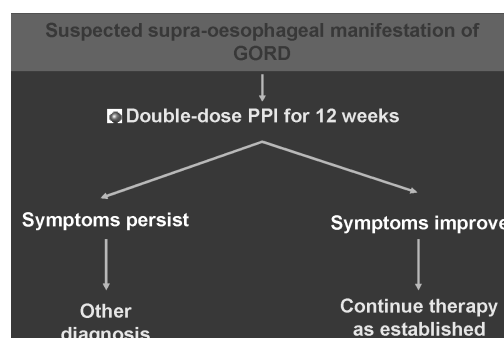 Suspected supra-oesophageal manifestation of
GORD
Double-dose PPI for 12 weeks
Symptoms persist
Symptoms improve
Other
diagnosis
Continue therapy
as established